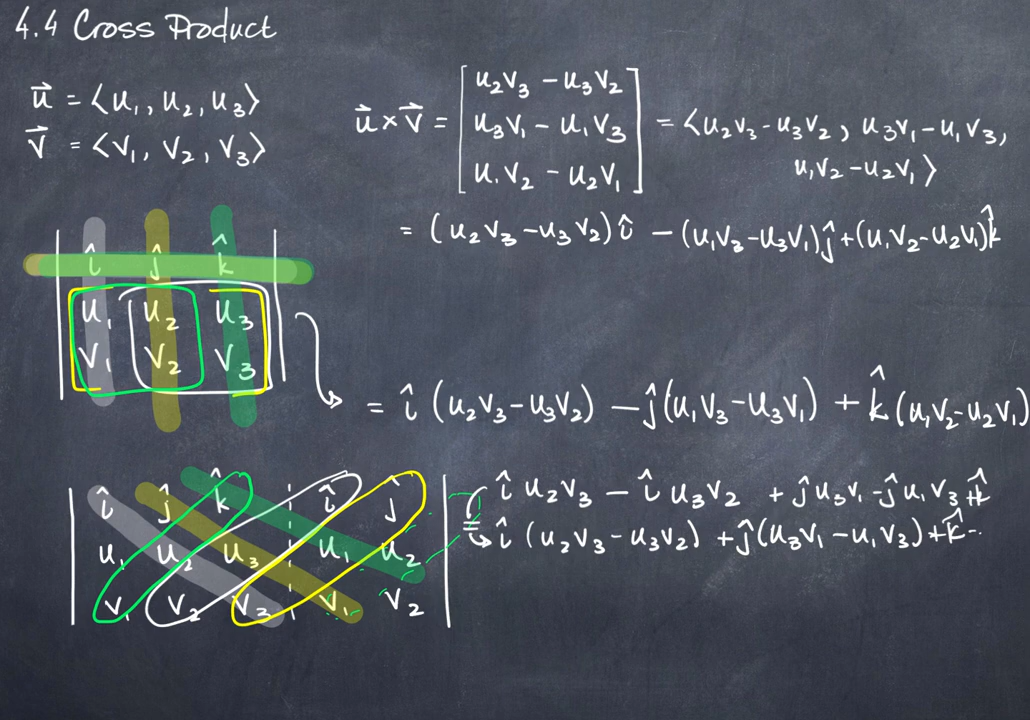 4.4 Cross Product
u⃗ = ⟨u₁, u₂, u₃⟩
v⃗ = ⟨v₁, v₂, v₃⟩
u⃗ × v⃗ = [ u₂v₃ − u₃v₂
u₃v₁ − u₁v₃
u₁v₂ − u₂v₁ ] = ⟨u₂v₃ − u₃v₂, u₃v₁ − u₁v₃,
u₁v₂ − u₂v₁⟩
= (u₂v₃ − u₃v₂) î − (u₁v₃ − u₃v₁) ĵ + (u₁v₂ − u₂v₁) k̂
| î ĵ k̂ |
| u₁ u₂ u₃ |
| v₁ v₂ v₃ |
= î (u₂v₃ − u₃v₂) − ĵ (u₁v₃ − u₃v₁) + k̂ (u₁v₂ − u₂v₁)
| î ĵ k̂ î ĵ |
| u₁ u₂ u₃ u₁ u₂ |
| v₁ v₂ v₃ v₁ v₂ |
= î u₂v₃ − î u₃v₂ + ĵ u₃v₁ − ĵ u₁v₃ + k̂
î (u₂v₃ − u₃v₂) + ĵ (u₃v₁ − u₁v₃) + k̂ ...